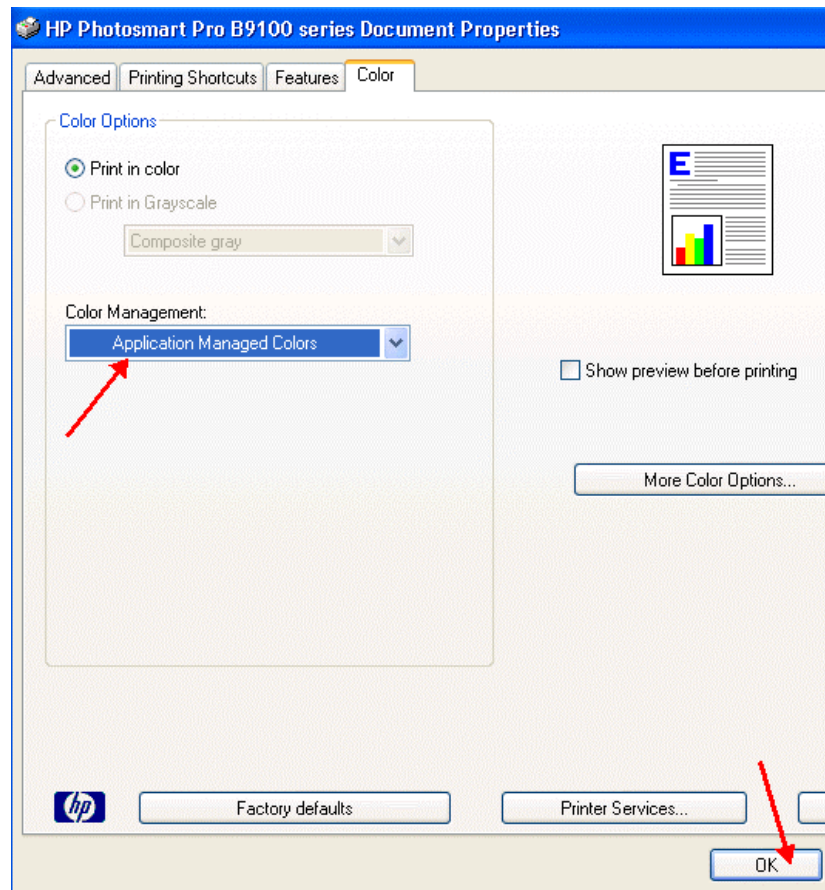 HP Photosmart Pro B9100 series Document Properties
Advanced Printing Shortcuts Features Color
Color Options
Print in color
Print in Grayscale
Composite gray
Color Management:
Application Managed Colors
E
Show preview before printing
More Color Options...
hp
Factory defaults
Printer Services...
OK